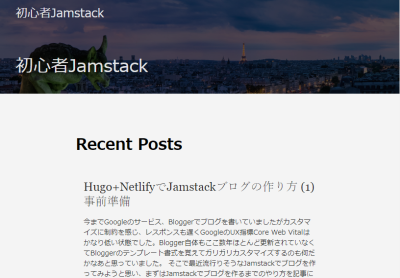 初心者Jamstack
初心者Jamstack
Recent Posts
Hugo+NetlifyでJamstackブログの作り方 (1)
事前準備
今までGoogleのサービス、Bloggerでブログを書いていましたがカスタマ
イズに制約を感じ、レスポンスも遅くGoogleのUX指標Core Web Vitalは
かなり低い状態でした。Blogger自体もここ数年ほとんど更新されていなく
てBloggerのテンプレート書式を覚えてガリガリカスタマイズするのも何だ
かなあと思っていました。 そこで最近流行りそうなJamstackでブログを作
ってみようと思い、まずはJamstackでブログを作るまでのやり方を記事に